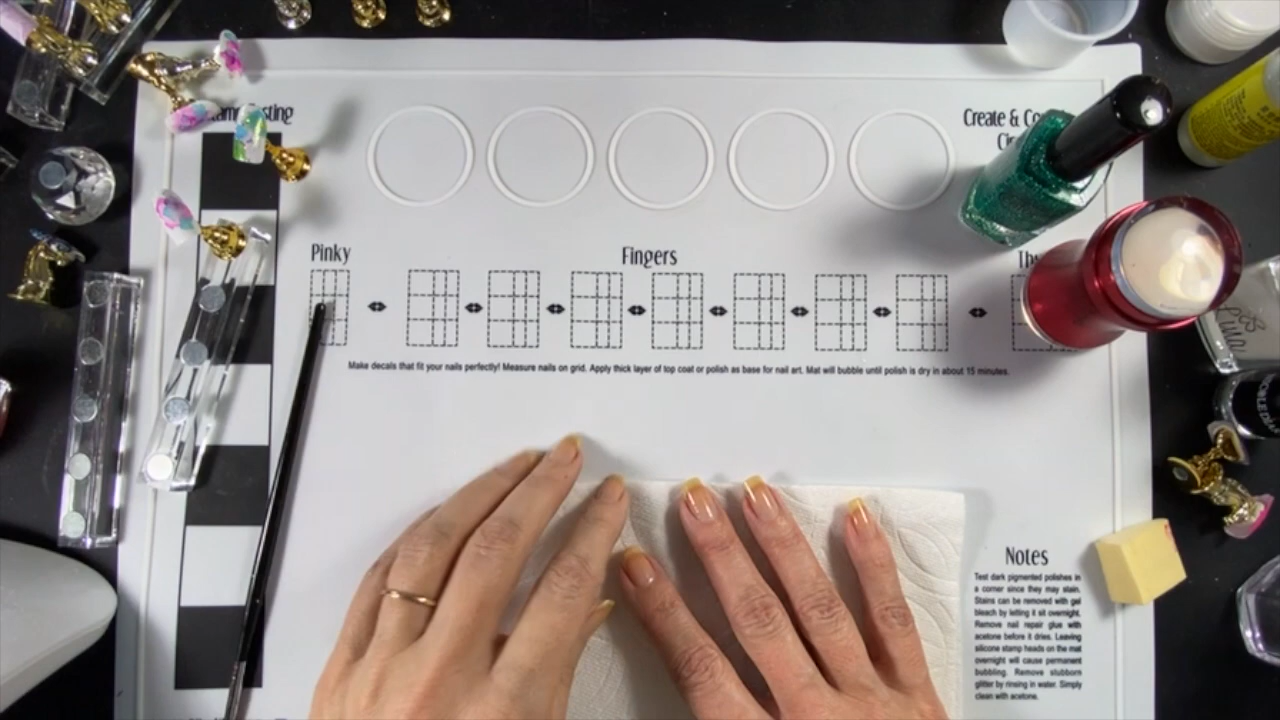 Pinky
Fingers
Make decals that fit your nails perfectly! Measure nails on grid. Apply thick layer of top coat or polish as base for nail art. Mat will bubble until polish is dry in about 15 minutes.
Create &
Notes
Test dark pigmented polishes in
a corner since they may stain.
Stains can be removed with gel
bleach by letting it sit overnight.
Remove nail repair glue with
acetone before it dries. Leaving
silicone stamp heads on the mat
overnight will cause permanent
bubbling. Remove stubborn
glitter by rinsing in water. Simply
clean with acetone.